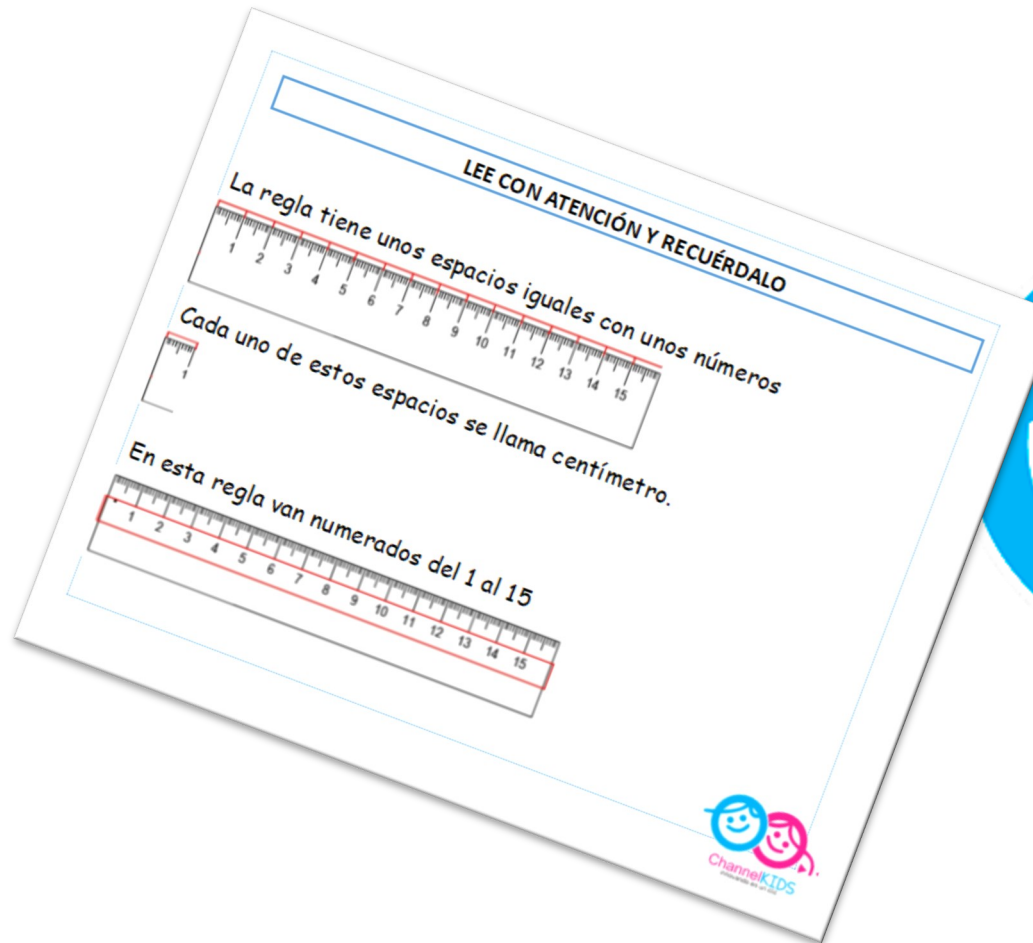 LEE CON ATENCIÓN Y RECUÉRDALO
La regla tiene unos espacios iguales con unos números
1 2 3 4 5 6 7 8 9 10 11 12 13 14 15
Cada uno de estos espacios se llama centímetro.
1
En esta regla van numerados del 1 al 15
1 2 3 4 5 6 7 8 9 10 11 12 13 14 15
ChannelKIDS